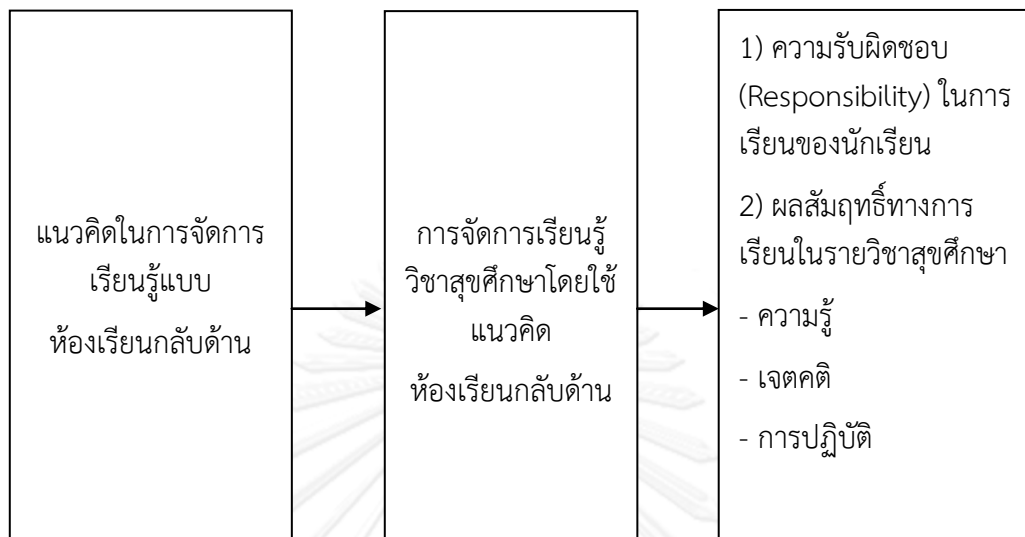 แนวคิดในการจัดการ
เรียนรู้แบบ
ห้องเรียนกลับด้าน
การจัดการเรียนรู้
วิชาสุขศึกษาโดยใช้
แนวคิด
ห้องเรียนกลับด้าน
1) ความรับผิดชอบ
(Responsibility) ในการ
เรียนของนักเรียน
2) ผลสัมฤทธิ์ทางการ
เรียนในรายวิชาสุขศึกษา
- ความรู้
- เจตคติ
- การปฏิบัติ